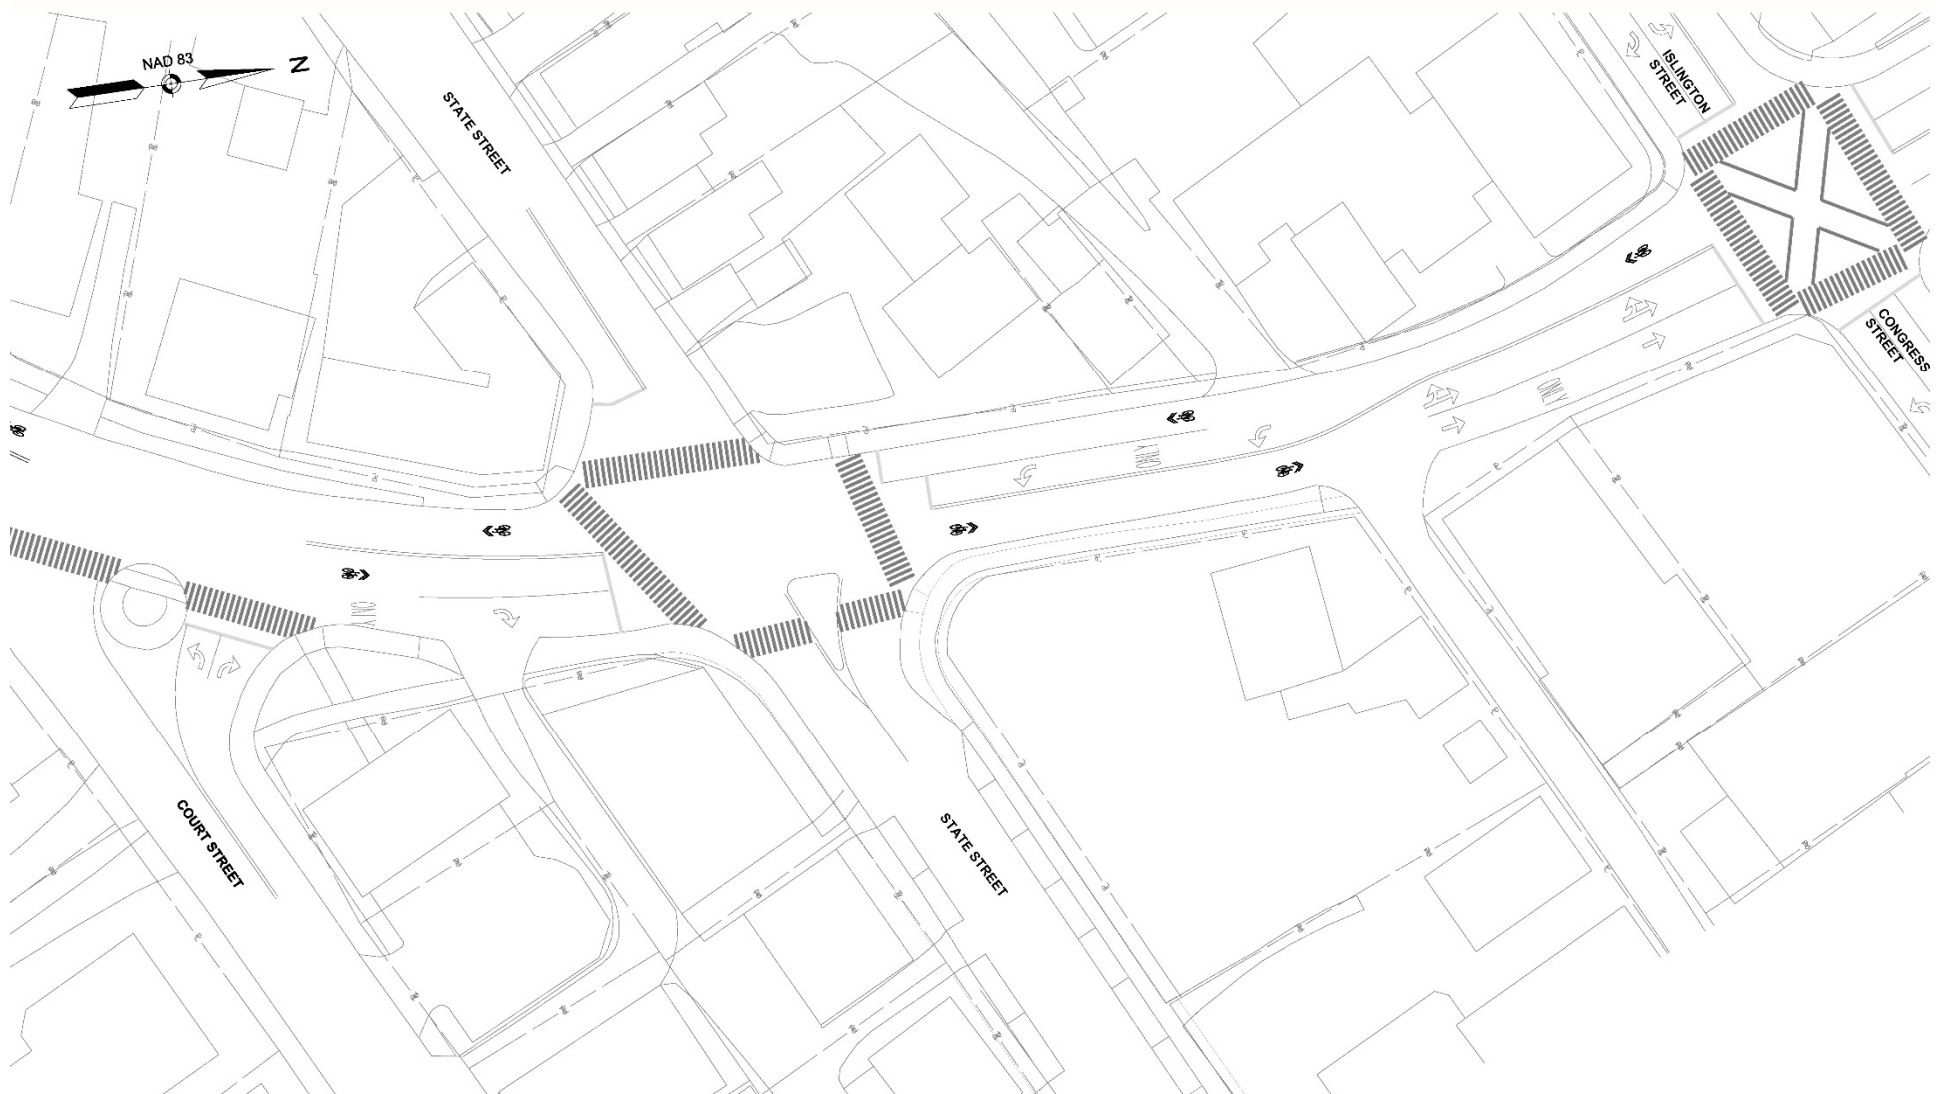 NAD 83
N
STATE STREET
ISLINGTON
STREET
CONGRESS
STREET
ONLY
ONLY
ONLY
COURT STREET
STATE STREET